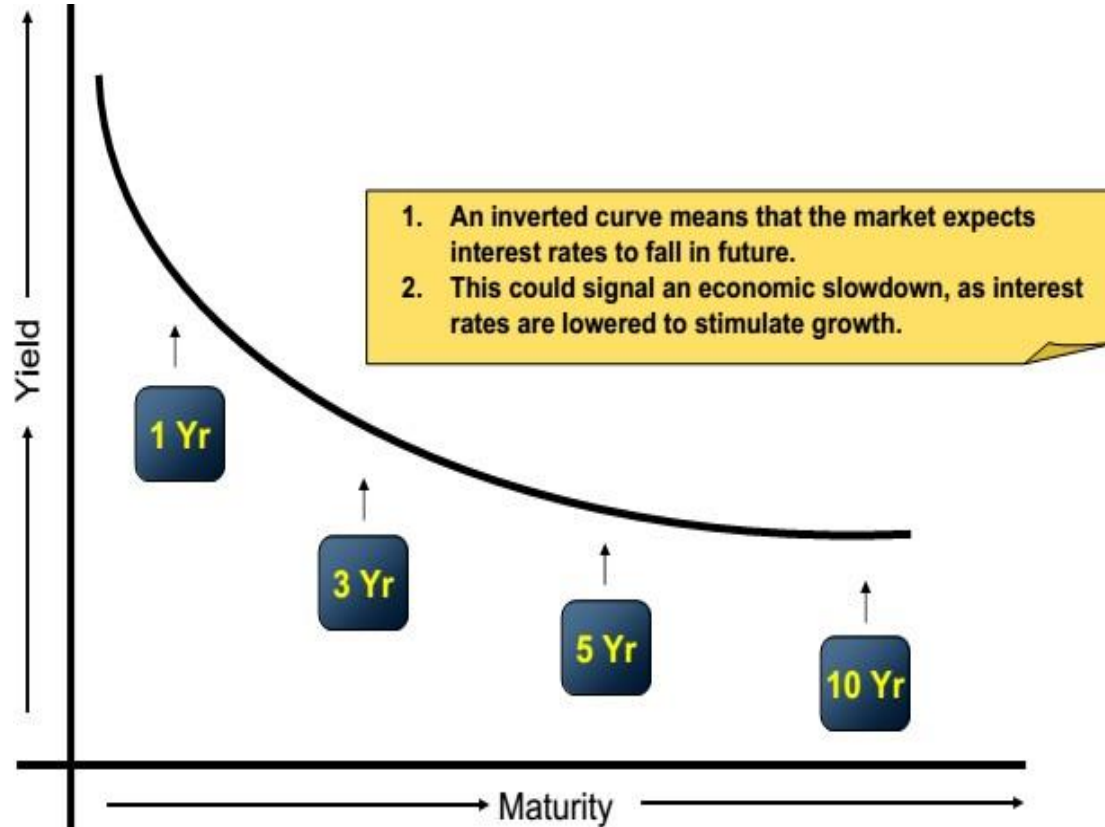 Yield
1. An inverted curve means that the market expects
interest rates to fall in future.
2. This could signal an economic slowdown, as interest
rates are lowered to stimulate growth.
1 Yr
3 Yr
5 Yr
10 Yr
Maturity